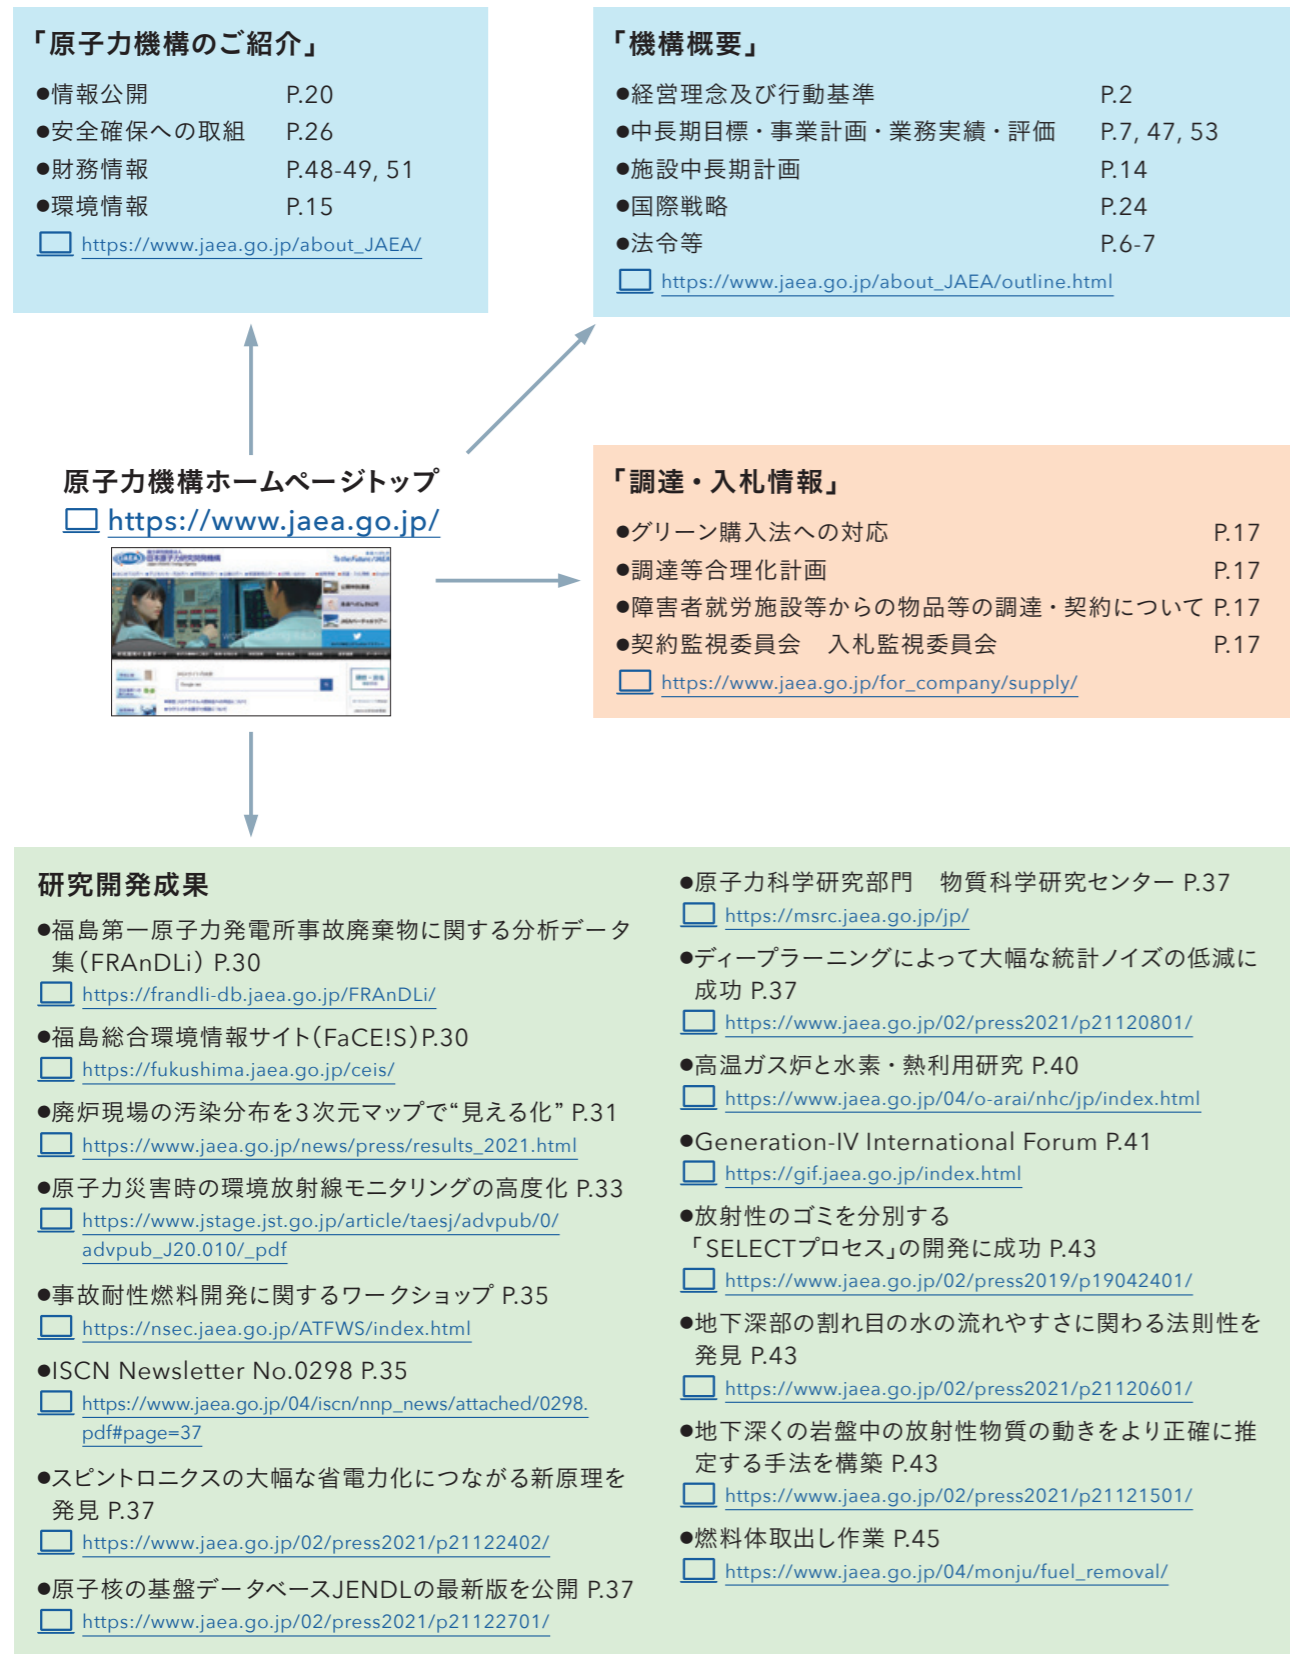 「原子力機構のご紹介」
●情報公開 P.20
●安全確保への取組 P.26
●財務情報 P.48-49, 51
●環境情報 P.15
https://www.jaea.go.jp/about_JAEA/
「機構概要」
●経営理念及び行動基準 P.2
●中長期目標・事業計画・業務実績・評価 P.7, 47, 53
●施設中長期計画 P.14
●国際戦略 P.24
●法令等 P.6-7
https://www.jaea.go.jp/about_JAEA/outline.html
原子力機構ホームページトップ
https://www.jaea.go.jp/
「調達・入札情報」
●グリーン購入法への対応 P.17
●調達等合理化計画 P.17
●障害者就労施設等からの物品等の調達・契約について P.17
●契約監視委員会　入札監視委員会 P.17
https://www.jaea.go.jp/for_company/supply/
研究開発成果
●福島第一原子力発電所事故廃棄物に関する分析データ
集（FRAnDLi） P.30
https://frandli-db.jaea.go.jp/FRAnDLi/
●福島総合環境情報サイト（FaCE!S）P.30
https://fukushima.jaea.go.jp/ceis/
●廃炉現場の汚染分布を3次元マップで“見える化” P.31
https://www.jaea.go.jp/news/press/results_2021.html
●原子力災害時の環境放射線モニタリングの高度化 P.33
https://www.jstage.jst.go.jp/article/taesj/advpub/0/
advpub_J20.010/_pdf
●事故耐性燃料開発に関するワークショップ P.35
https://nsec.jaea.go.jp/ATFWS/index.html
●ISCN Newsletter No.0298 P.35
https://www.jaea.go.jp/04/iscn/nnp_news/attached/0298.
pdf#page=37
●スピントロニクスの大幅な省電力化につながる新原理を
発見 P.37
https://www.jaea.go.jp/02/press2021/p21122402/
●原子核の基盤データベースJENDLの最新版を公開 P.37
https://www.jaea.go.jp/02/press2021/p21122701/
●原子力科学研究部門　物質科学研究センター P.37
https://msrc.jaea.go.jp/jp/
●ディープラーニングによって大幅な統計ノイズの低減に
成功 P.37
https://www.jaea.go.jp/02/press2021/p21120801/
●高温ガス炉と水素・熱利用研究 P.40
https://www.jaea.go.jp/04/o-arai/nhc/jp/index.html
●Generation-IV International Forum P.41
https://gif.jaea.go.jp/index.html
●放射性のゴミを分別する
「SELECTプロセス」の開発に成功 P.43
https://www.jaea.go.jp/02/press2019/p19042401/
●地下深部の割れ目の水の流れやすさに関わる法則性を
発見 P.43
https://www.jaea.go.jp/02/press2021/p21120601/
●地下深くの岩盤中の放射性物質の動きをより正確に推
定する手法を構築 P.43
https://www.jaea.go.jp/02/press2021/p21121501/
●燃料体取出し作業 P.45
https://www.jaea.go.jp/04/monju/fuel_removal/